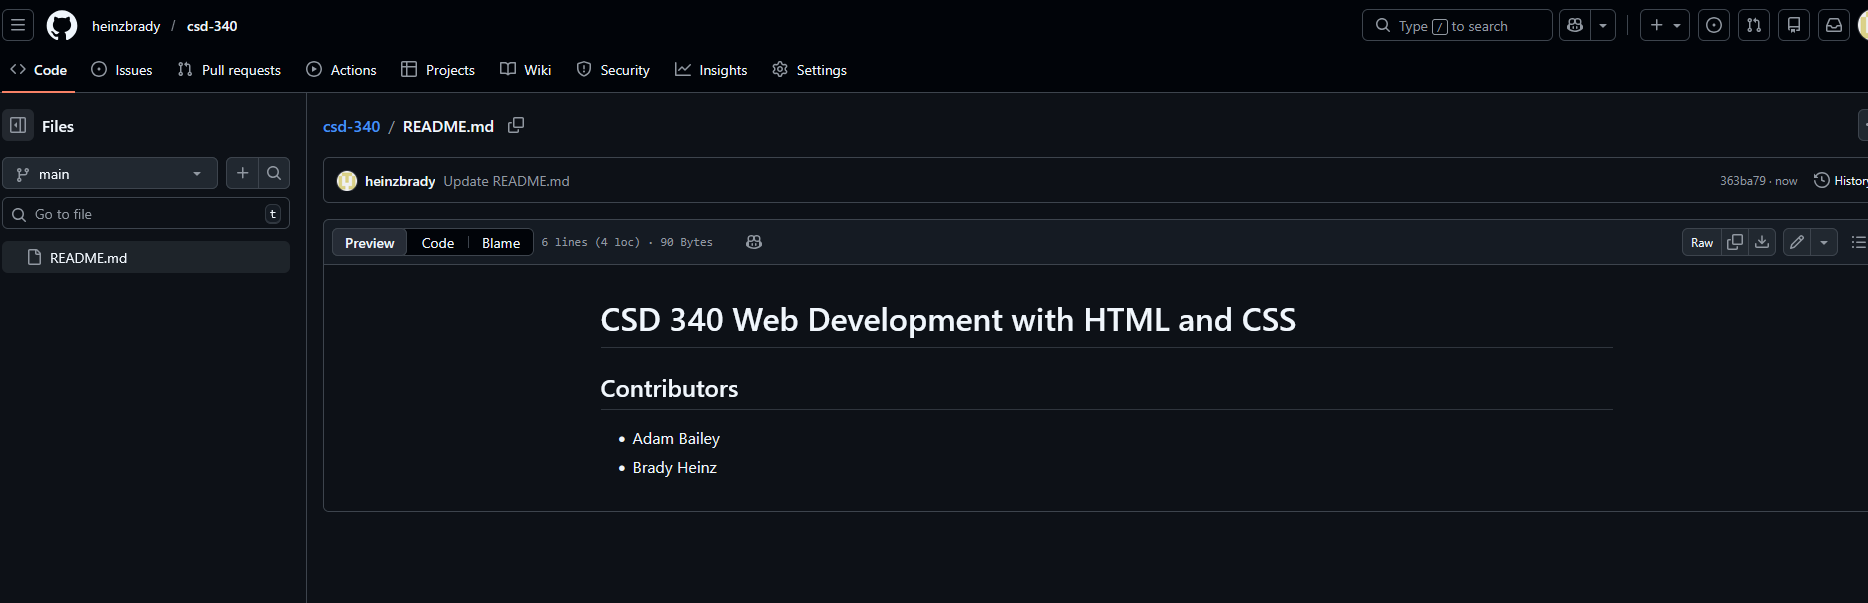 heinzbrady / csd-340
Type / to search
Code Issues Pull requests Actions Projects Wiki Security Insights Settings
Files
main
Go to file t
README.md
csd-340 / README.md
heinzbrady Update README.md 363ba79 · now History
Preview Code Blame 6 lines (4 loc) · 90 Bytes Raw
CSD 340 Web Development with HTML and CSS
Contributors
• Adam Bailey
• Brady Heinz